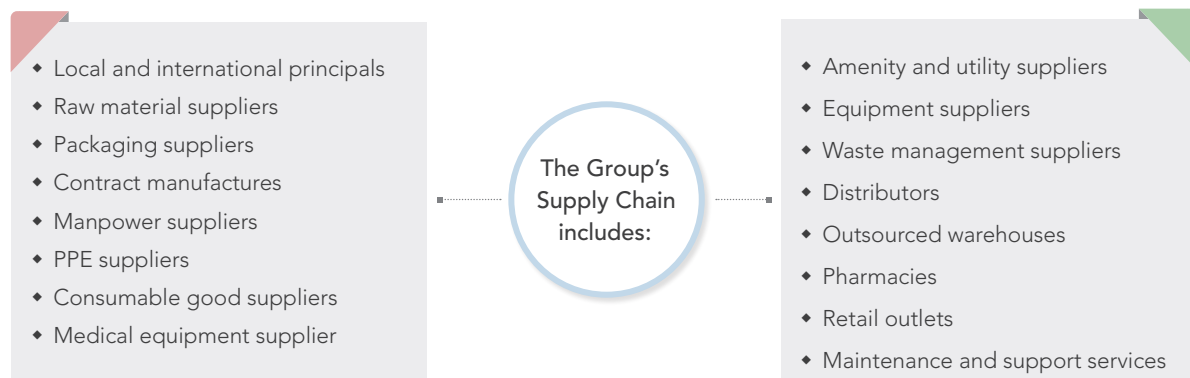 ◆ Local and international principals
◆ Raw material suppliers
◆ Packaging suppliers
◆ Contract manufactures
◆ Manpower suppliers
◆ PPE suppliers
◆ Consumable good suppliers
◆ Medical equipment supplier
The Group’s
Supply Chain
includes:
◆ Amenity and utility suppliers
◆ Equipment suppliers
◆ Waste management suppliers
◆ Distributors
◆ Outsourced warehouses
◆ Pharmacies
◆ Retail outlets
◆ Maintenance and support services